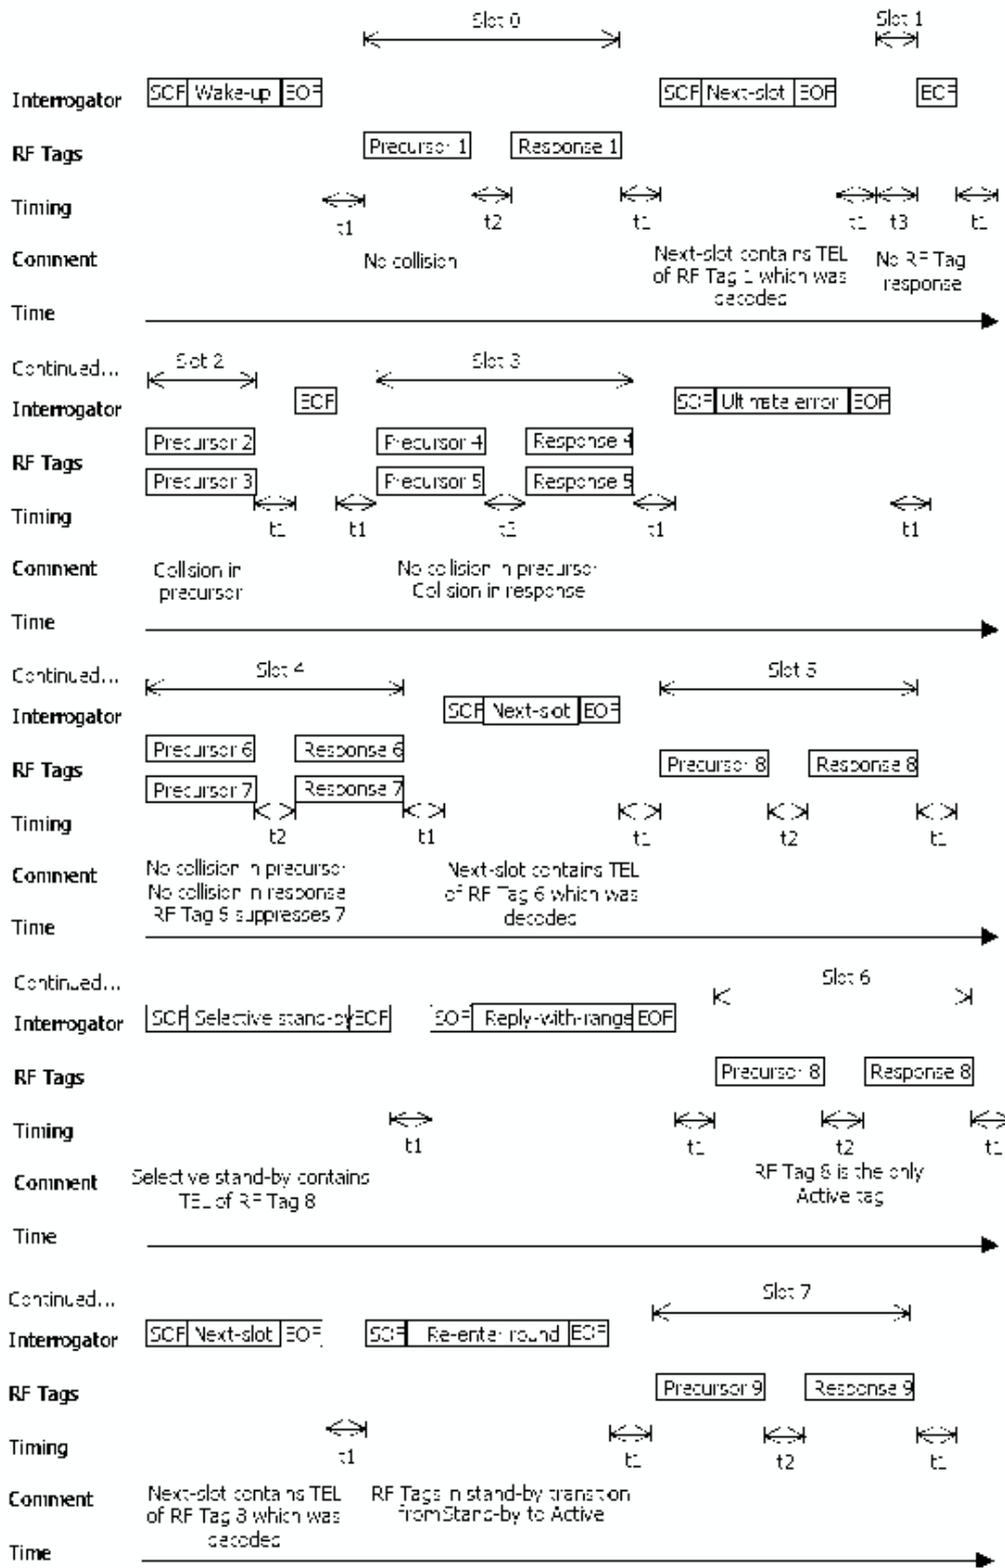 Slot 0
Slot 1
Interrogator SOF Wake-up EOF SOF Next-slot EOF EOF
RF Tags Precursor 1 Response 1
Timing
t1 t2 t1 t1 t3 t1
Comment No collision
Next-slot contains TEL
of RF Tag 1 which was
decoded
No RF Tag
response
Time
Continued... Slot 2 Slot 3
Interrogator EOF SOF Ultimate error EOF
RF Tags
Precursor 2 Precursor 4 Response 4
Precursor 3 Precursor 5 Response 5
Timing
t1 t1 t1 t1
Comment
Collision in
precursor
No collision in precursor
Collision in response
Time
Continued... Slot 4 Slot 5
Interrogator SOF Next-slot EOF
RF Tags
Precursor 6 Response 6
Precursor 7 Response 7
Precursor 8 Response 8
Timing
t2 t1 t1 t2 t1
Comment
No collision in precursor
No collision in response
RF Tag suppresses 7
Next-slot contains TEL
of RF Tag 6 which was
decoded
Time
Continued... Slot 6
Interrogator SOF Selective stand-by EOF SOF Reply-with-range EOF
RF Tags Precursor 8 Response 8
Timing
t1 t1 t2 t1
Comment
Selective stand-by contains
TEL of RF Tag 8
RF Tag 8 is the only
Active tag
Time
Continued... Slot 7
Interrogator SOF Next-slot EOF SOF Re-enter round EOF
RF Tags Precursor 9 Response 9
Timing
t1 t1 t2 t1
Comment
Next-slot contains TEL
of RF Tag which was
decoded
RF Tags in stand-by transition
from Stand-by to Active
Time